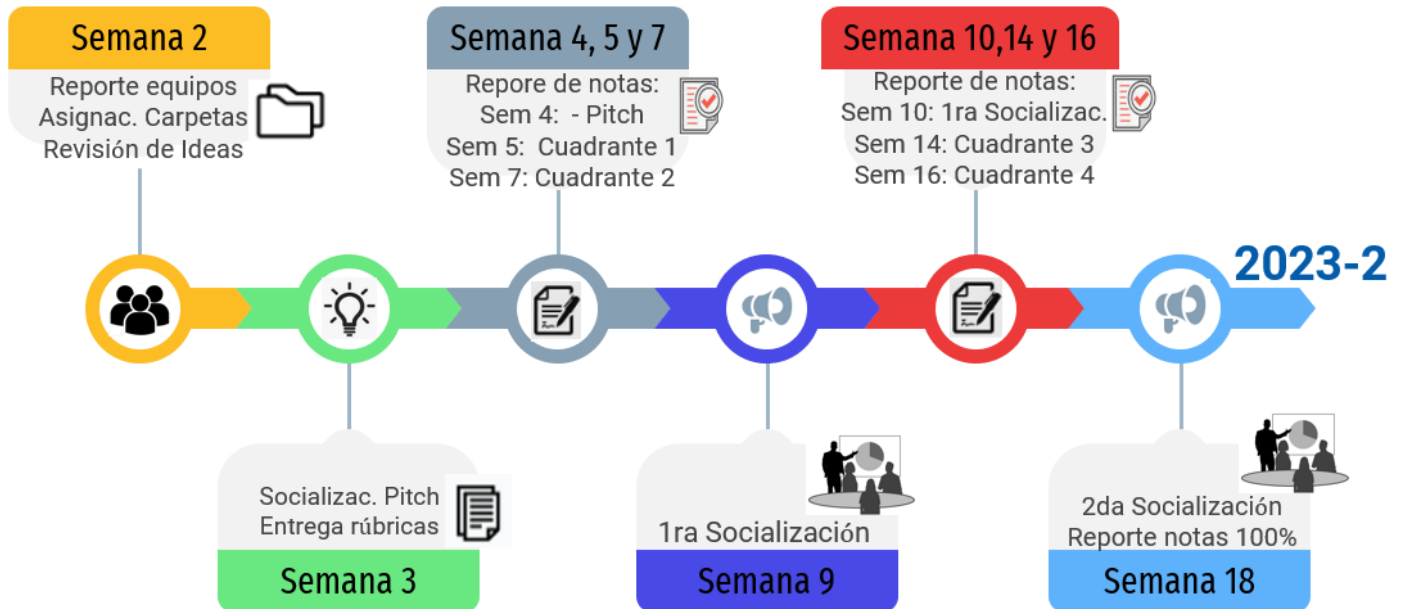 Semana 2
Reporte equipos
Asignac. Carpetas
Revisión de Ideas
Semana 4, 5 y 7
Repore de notas:
Sem 4: - Pitch
Sem 5: Cuadrante 1
Sem 7: Cuadrante 2
Semana 10,14 y 16
Reporte de notas:
Sem 10: 1ra Socializac.
Sem 14: Cuadrante 3
Sem 16: Cuadrante 4
2023-2
Socializac. Pitch
Entrega rúbricas
Semana 3
1ra Socialización
Semana 9
2da Socialización
Reporte notas 100%
Semana 18